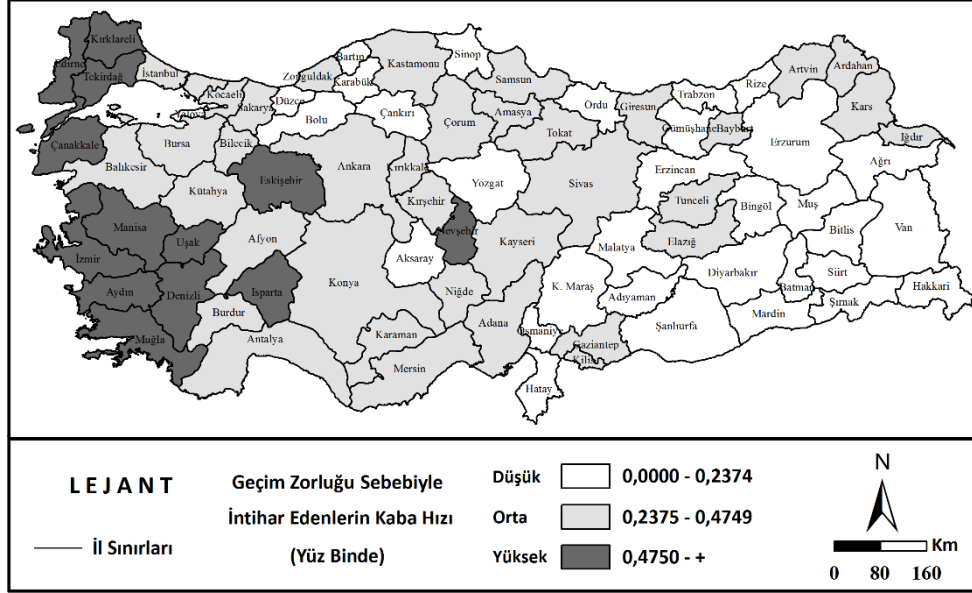 Kırklareli
Edirne
Tekirdağ
İstanbul
Kocaeli
Yalova
Sakarya
Düzce
Zonguldak
Bartın
Karabük
Kastamonu
Sinop
Samsun
Ordu
Giresun
Trabzon
Rize
Artvin
Ardahan
Kars
Iğdır
Çanakkale
Balıkesir
Bursa
Bilecik
Bolu
Çankırı
Çorum
Amasya
Tokat
Gümüşhane
Bayburt
Erzurum
Ağrı
Kütahya
Eskişehir
Ankara
Kırıkkale
Yozgat
Sivas
Erzincan
Tunceli
Bingöl
Muş
Bitlis
Van
Manisa
Uşak
Afyon
Kırşehir
Nevşehir
Kayseri
Malatya
Elazığ
Diyarbakır
Batman
Siirt
Şırnak
Hakkari
İzmir
Aydın
Denizli
Isparta
Burdur
Konya
Aksaray
Niğde
K. Maraş
Adıyaman
Şanlıurfa
Mardin
Muğla
Antalya
Karaman
Mersin
Adana
Osmaniye
Gaziantep
Kilis
Hatay
LEJANT
İl Sınırları
Geçim Zorluğu Sebebiyle
İntihar Edenlerin Kaba Hızı
(Yüz Binde)
Düşük 0,0000 - 0,2374
Orta 0,2375 - 0,4749
Yüksek 0,4750 - +
N
Km
0 80 160